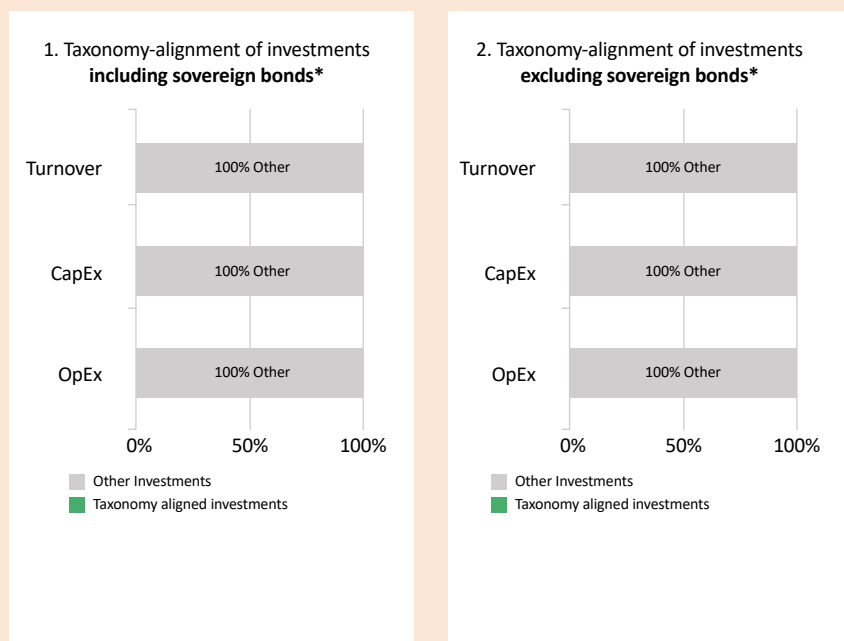 1. Taxonomy-alignment of investments
including sovereign bonds*
Turnover
100% Other
CapEx
100% Other
OpEx
100% Other
0%
50%
100%
Other Investments
Taxonomy aligned investments
2. Taxonomy-alignment of investments
excluding sovereign bonds*
Turnover
100% Other
CapEx
100% Other
OpEx
100% Other
0%
50%
100%
Other Investments
Taxonomy aligned investments